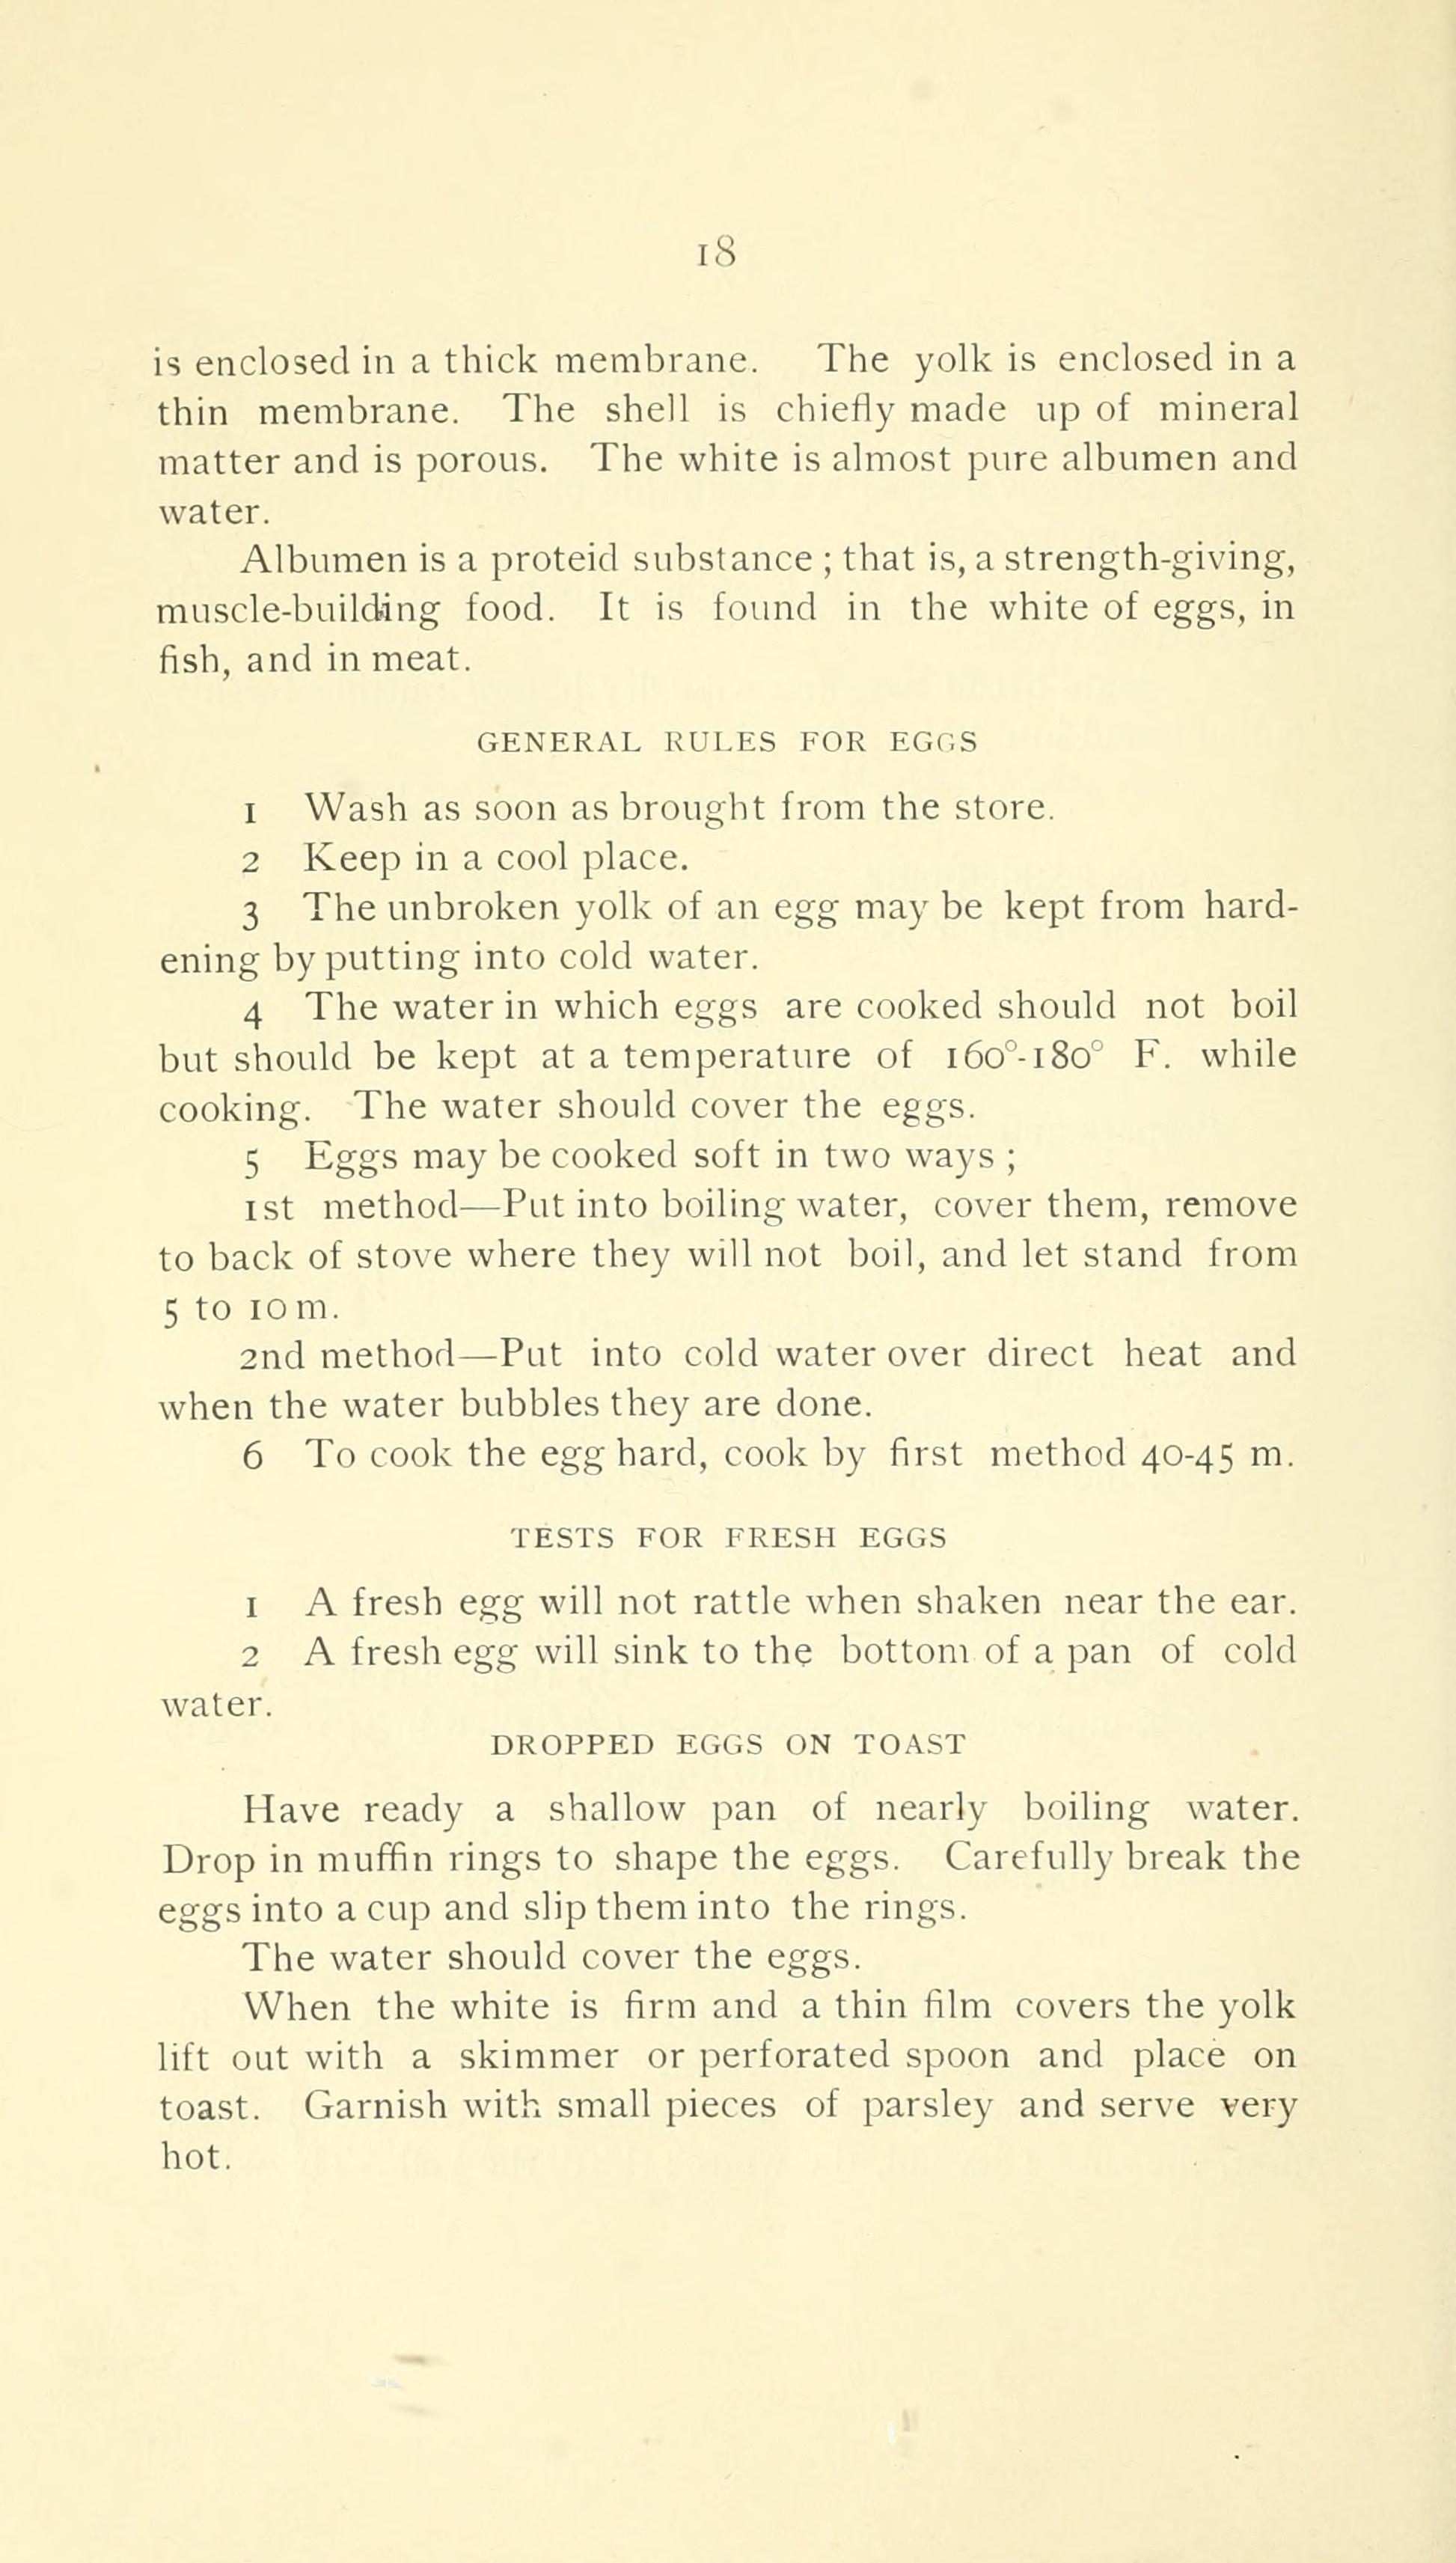 18
is enclosed in a thick membrane. The yolk is enclosed in a
thin membrane. The shell is chiefly made up of mineral
matter and is porous. The white is almost pure albumen and
water.
Albumen is a proteid substance ; that is, a strength-giving,
muscle-building food. It is found in the white of eggs, in
fish, and in meat.
GENERAL RULES FOR EGGS
1 Wash as soon as brought from the store.
2 Keep in a cool place.
3 The unbroken yolk of an egg may be kept from hard-
ening by putting into cold water.
4 The water in which eggs are cooked should not boil
but should be kept at a temperature of 160°-180° F. while
cooking. The water should cover the eggs.
5 Eggs may be cooked soft in two ways ;
1st method—Put into boiling water, cover them, remove
to back of stove where they will not boil, and let stand from
5 to 10 m.
2nd method—Put into cold water over direct heat and
when the water bubbles they are done.
6 To cook the egg hard, cook by first method 40-45 m.
TESTS FOR FRESH EGGS
1 A fresh egg will not rattle when shaken near the ear.
2 A fresh egg will sink to the bottom of a pan of cold
water.
DROPPED EGGS ON TOAST
Have ready a shallow pan of nearly boiling water.
Drop in muffin rings to shape the eggs. Carefully break the
eggs into a cup and slip them into the rings.
The water should cover the eggs.
When the white is firm and a thin film covers the yolk
lift out with a skimmer or perforated spoon and place on
toast. Garnish with small pieces of parsley and serve very
hot.